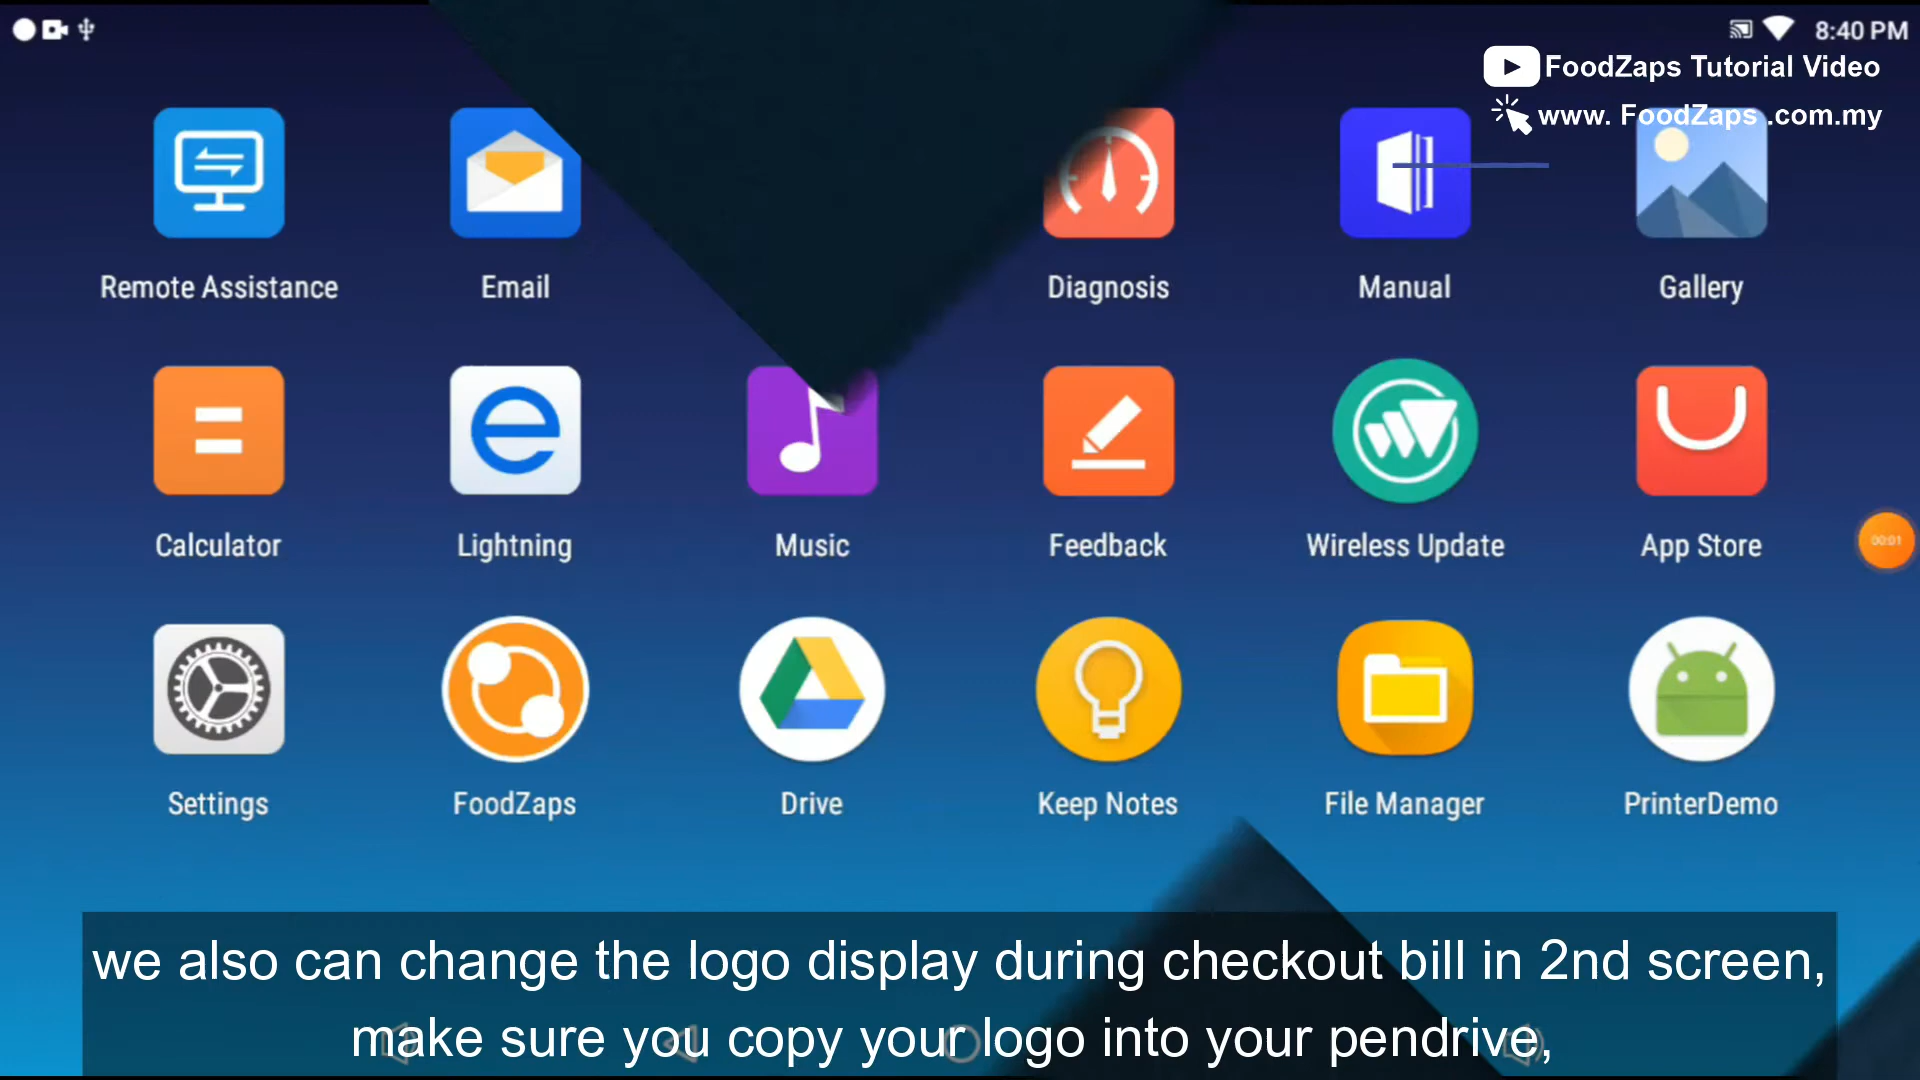 8:40 PM
FoodZaps Tutorial Video
www. FoodZaps .com.my
Remote Assistance
Email
Diagnosis
Manual
Gallery
Calculator
Lightning
Music
Feedback
Wireless Update
App Store
00:01
Settings
FoodZaps
Drive
Keep Notes
File Manager
PrinterDemo
we also can change the logo display during checkout bill in 2nd screen,
make sure you copy your logo into your pendrive,